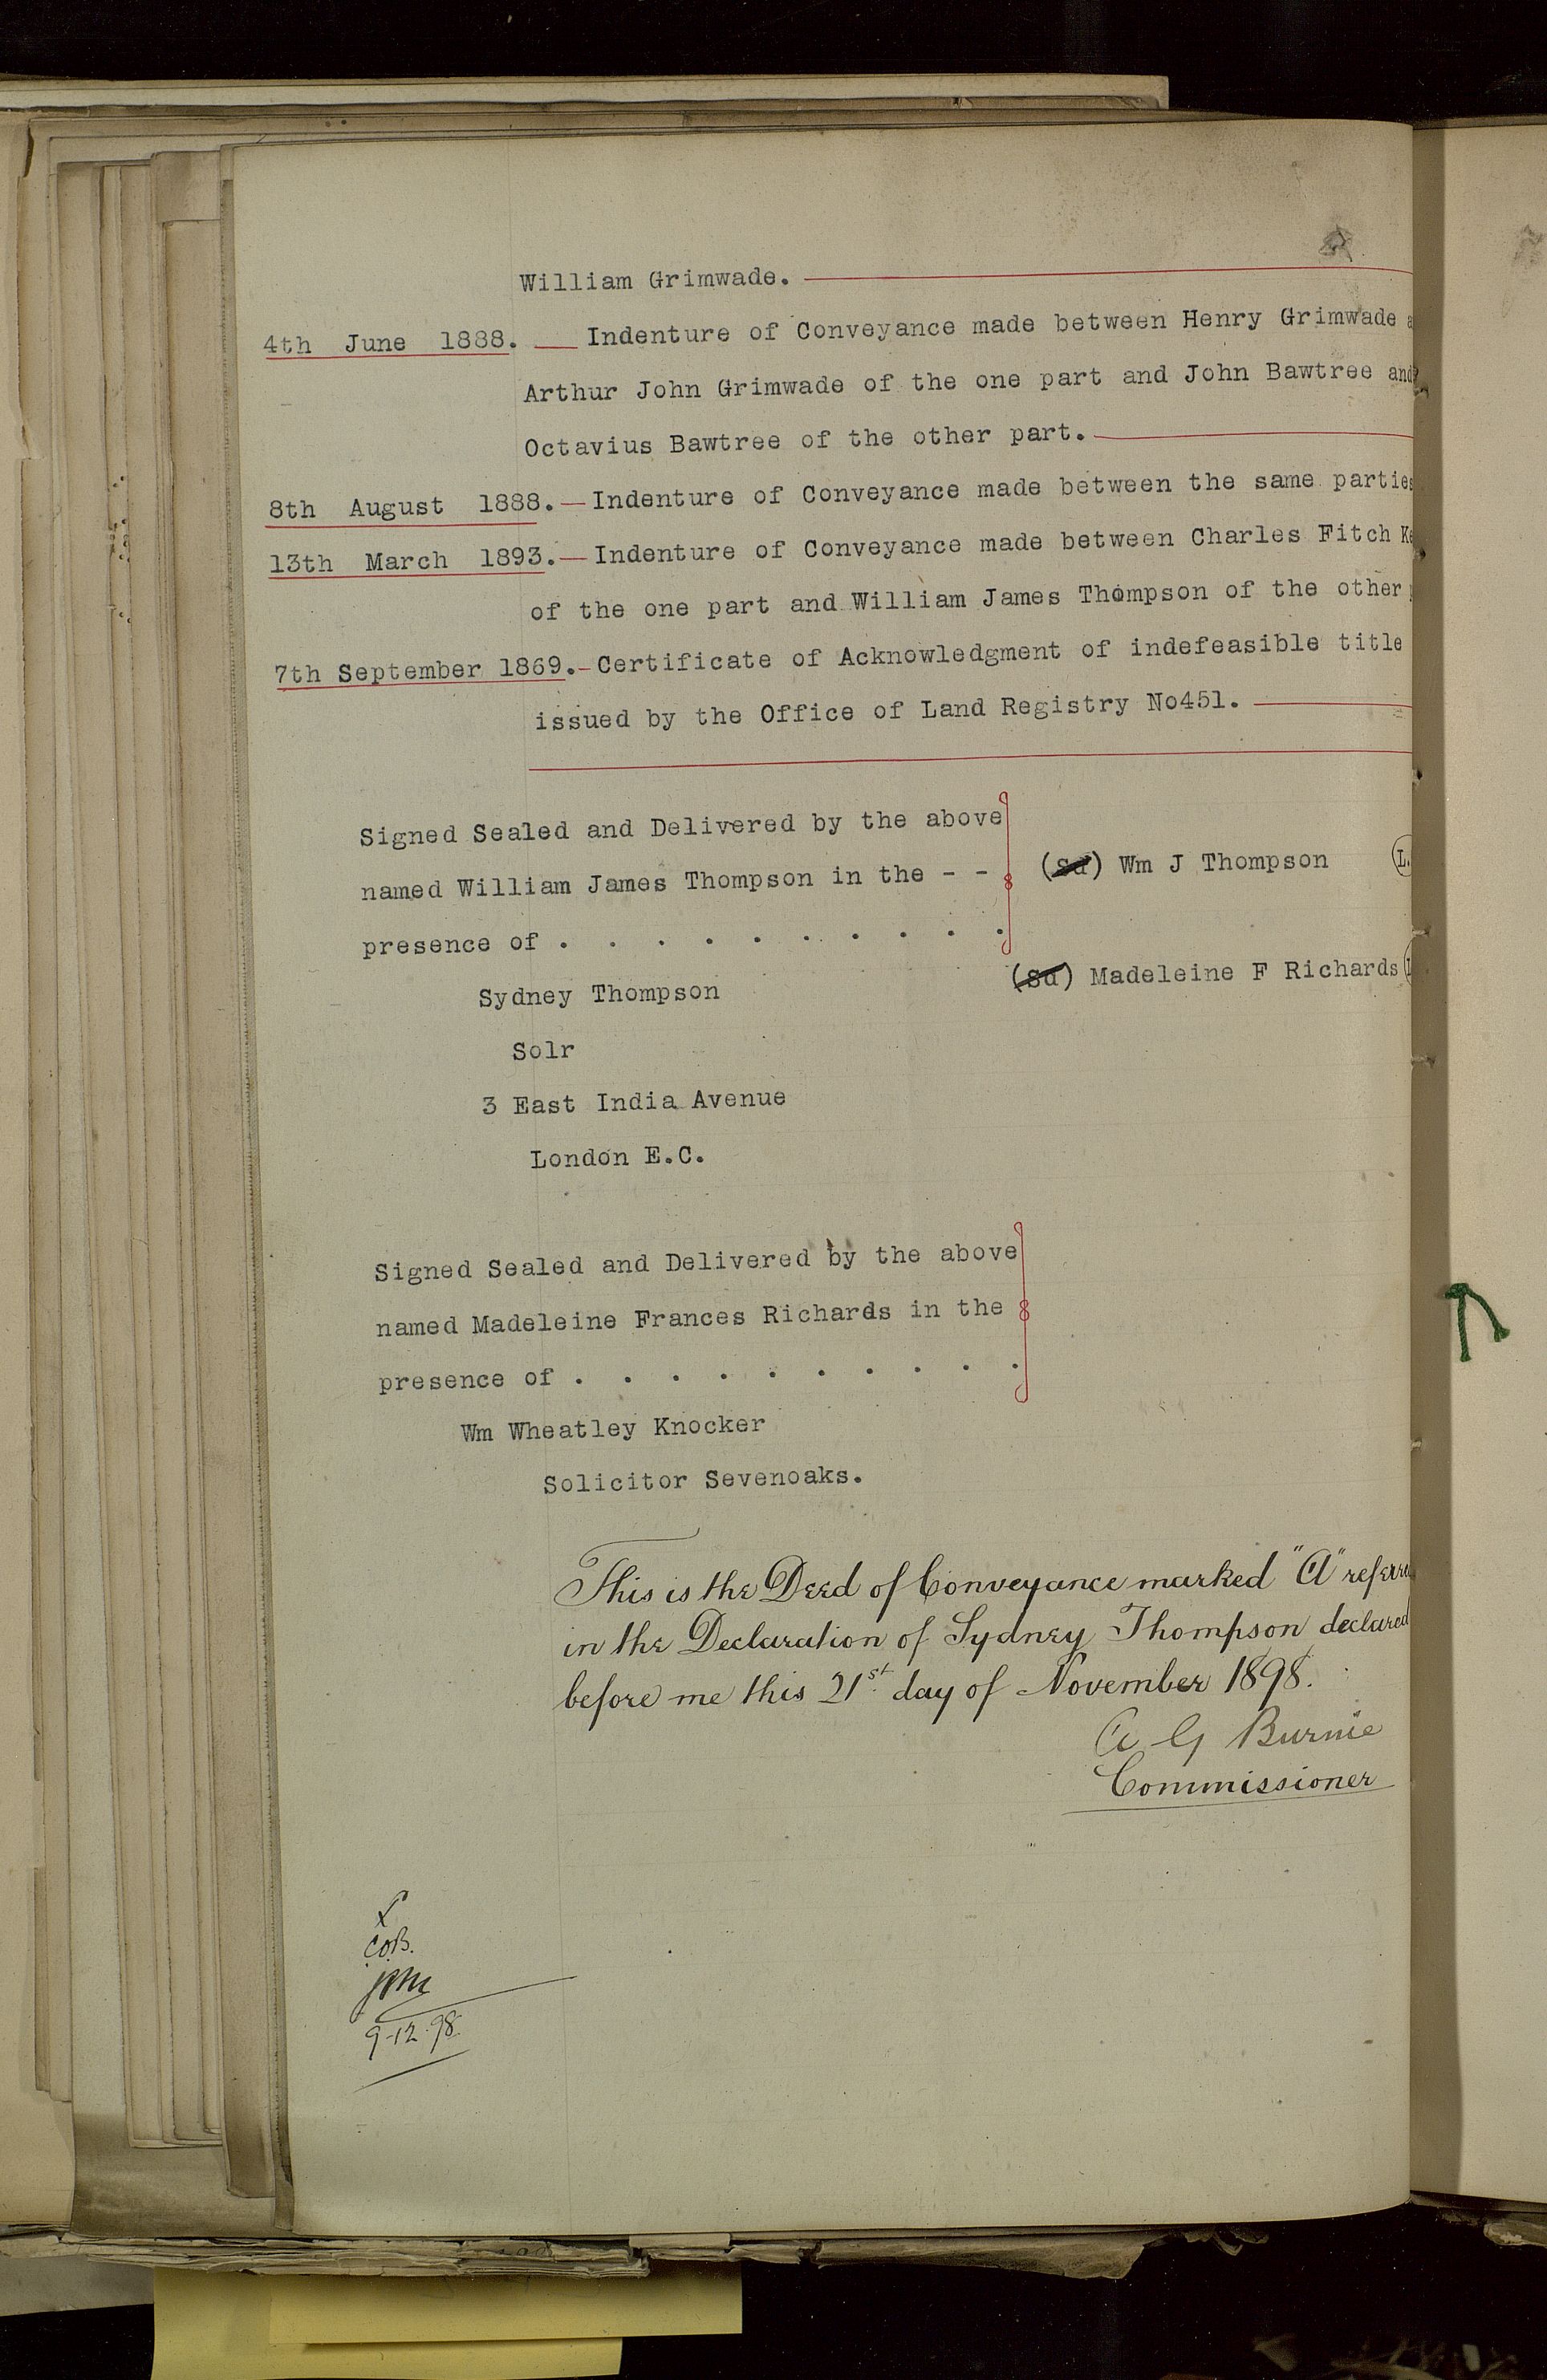 William Grimwade.
4th June 1888. Indenture of Conveyance made between Henry Grimwade
Arthur John Grimwade of the one part and John Bawtree and
Octavius Bawtree of the other part.
8th August 1888. Indenture of Conveyance made between the same parties
13th March 1893. Indenture of Conveyance made between Charles Fitch
of the one part and William James Thompson of the other
7th September 1869. Certificate of Acknowledgment of indefeasible title
issued by the Office of Land Registry No451.
Signed Sealed and Delivered by the above
named William James Thompson in the - - (Sd) Wm J Thompson L.
presence of . . . . . . . . . .
(Sd) Madeleine F Richards
Sydney Thompson
Solr
3 East India Avenue
London E.C.
Signed Sealed and Delivered by the above
named Madeleine Frances Richards in the
presence of . . . . . . . . . .
Wm Wheatley Knocker
Solicitor Sevenoaks.
This is the Deed of Conveyance marked "A"
in the Declaration of Sydney Thompson declared
before me this 21st day of November 1898.
A G Burnie
Commissioner
C.O.B.
9-12-98